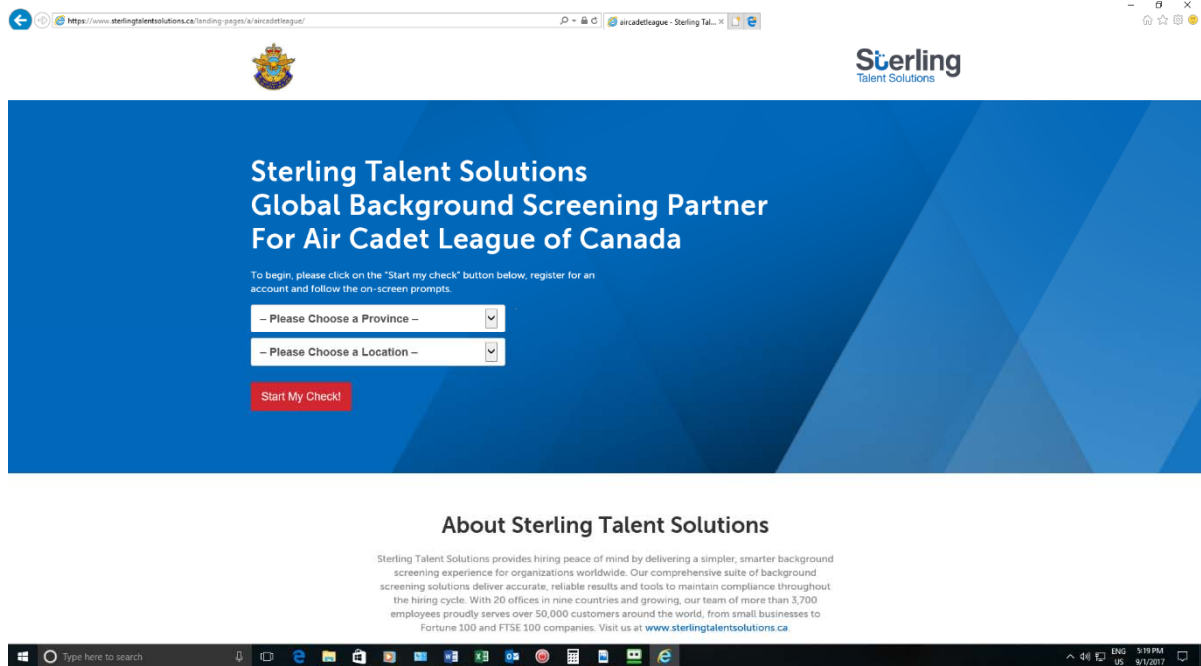 https://www.sterlingtalentsolutions.ca/landing-pages/a/aircadetleague/
aircadetleague - Sterling Tal...
Sterling
Talent Solutions
Sterling Talent Solutions
Global Background Screening Partner
For Air Cadet League of Canada
To begin, please click on the "Start my check" button below, register for an
account and follow the on-screen prompts.
– Please Choose a Province –
– Please Choose a Location –
Start My Check!
About Sterling Talent Solutions
Sterling Talent Solutions provides hiring peace of mind by delivering a simpler, smarter background
screening experience for organizations worldwide. Our comprehensive suite of background
screening solutions deliver accurate, reliable results and tools to maintain compliance throughout
the hiring cycle. With 20 offices in nine countries and growing, our team of more than 3,700
employees proudly serves over 50,000 customers around the world, from small businesses to
Fortune 100 and FTSE 100 companies. Visit us at www.sterlingtalentsolutions.ca.
Type here to search
ENG 5:19 PM
US 9/1/2017